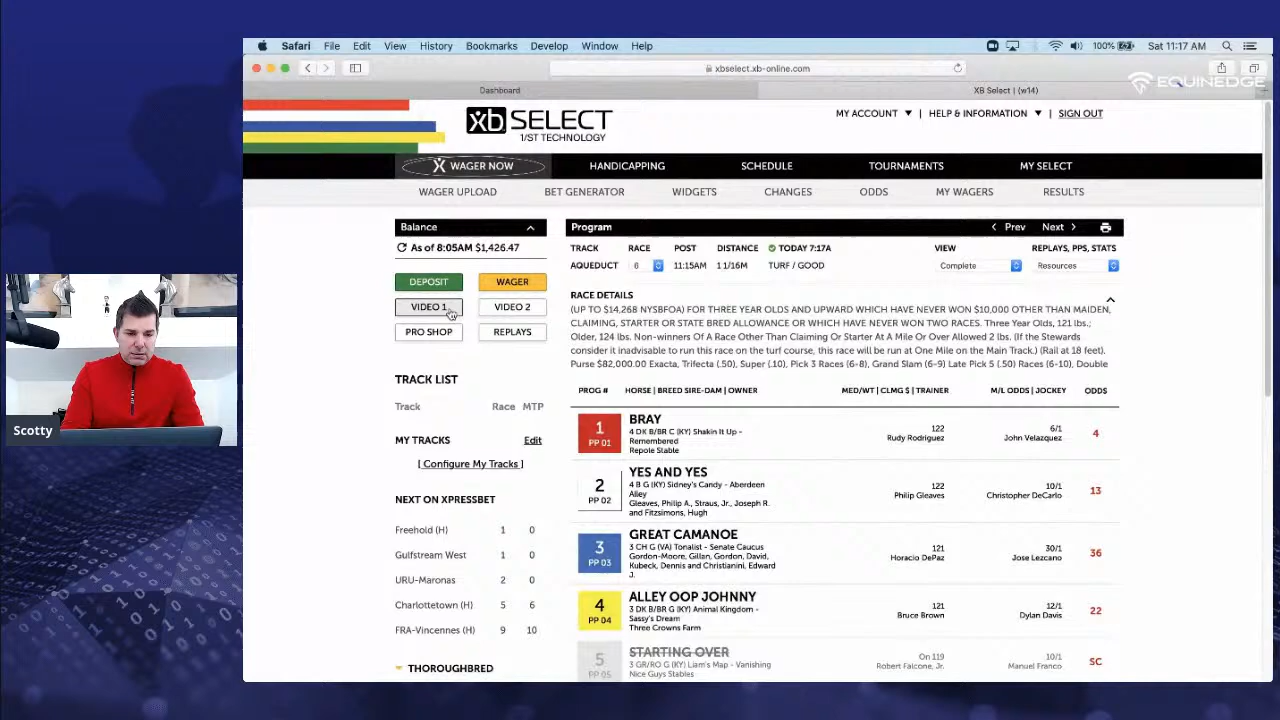 Safari File Edit View History Bookmarks Develop Window Help 100% Sat 11:17 AM
xbselect.xb-online.com
Dashboard XB Select | (w14)
EQUINEDGE
xb SELECT
1/ST TECHNOLOGY
MY ACCOUNT | HELP & INFORMATION | SIGN OUT
X WAGER NOW HANDICAPPING SCHEDULE TOURNAMENTS MY SELECT
WAGER UPLOAD BET GENERATOR WIDGETS CHANGES ODDS MY WAGERS RESULTS
Balance
As of 8:05AM $1,426.47
DEPOSIT WAGER
VIDEO 1 VIDEO 2
PRO SHOP REPLAYS
TRACK LIST
Track Race MTP
MY TRACKS Edit
[ Configure My Tracks ]
NEXT ON XPRESSBET
Freehold (H) 1 0
Gulfstream West 1 0
URU-Maronas 2 0
Charlottetown (H) 5 6
FRA-Vincennes (H) 9 10
THOROUGHBRED
Program Prev Next
TRACK RACE POST DISTANCE TODAY 7:17A VIEW REPLAYS, PPS, STATS
AQUEDUCT 6 11:15AM 1 1/16M TURF / GOOD Complete Resources
RACE DETAILS
(UP TO $14,268 NYSBFOA) FOR THREE YEAR OLDS AND UPWARD WHICH HAVE NEVER WON $10,000 OTHER THAN MAIDEN,
CLAIMING, STARTER OR STATE BRED ALLOWANCE OR WHICH HAVE NEVER WON TWO RACES. Three Year Olds, 121 lbs.;
Older, 124 lbs. Non-winners Of A Race Other Than Claiming Or Starter At A Mile Or Over Allowed 2 lbs. (If the Stewards
consider it inadvisable to run this race on the turf course, this race will be run at One Mile on the Main Track.) (Rail at 18 feet).
Purse $82,000.00 Exacta, Trifecta (.50), Super (.10), Pick 3 Races (6-8), Grand Slam (6-9) Late Pick 5 (.50) Races (6-10), Double
PROG # HORSE | BREED SIRE-DAM | OWNER MED/WT | CLMG $ | TRAINER M/L ODDS | JOCKEY ODDS
1
PP 01
BRAY
4 DK B/BR C (KY) Shakin It Up -
Remembered
Repole Stable
122
Rudy Rodriguez
6/1
John Velazquez
4
2
PP 02
YES AND YES
4 B G (KY) Sidney's Candy - Aberdeen
Alley
Gleaves, Philip A., Straus, Jr., Joseph R.
and Fitzsimons, Hugh
122
Philip Gleaves
10/1
Christopher DeCarlo
13
3
PP 03
GREAT CAMANOE
3 CH G (VA) Tonalist - Senate Caucus
Gordon-Moore, Gillan, Gordon, David,
Kubeck, Dennis and Christianini, Edward
J.
121
Horacio DePaz
30/1
Jose Lezcano
36
4
PP 04
ALLEY OOP JOHNNY
3 DK B/BR G (KY) Animal Kingdom -
Sassy's Dream
Three Crowns Farm
121
Bruce Brown
12/1
Dylan Davis
22
5
PP 05
STARTING OVER
3 GR/RO G (KY) Liam's Map - Vanishing
Nice Guys Stables
On 119
Robert Falcone, Jr.
10/1
Manuel Franco
SC
Scotty